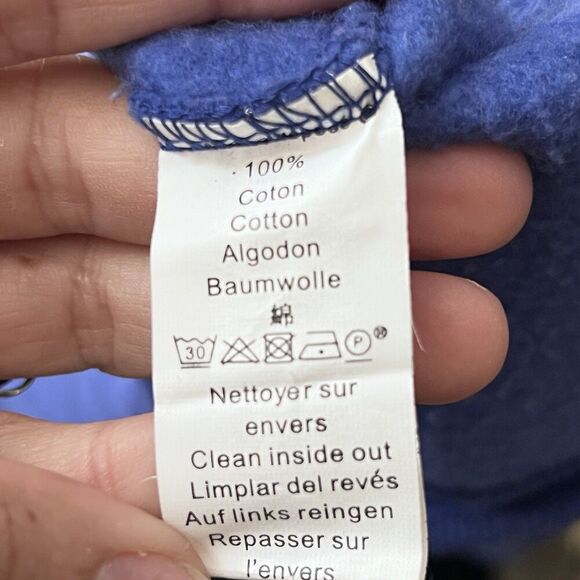 100%
Coton
Cotton
Algodon
Baumwolle
綿
30 P ®
Nettoyer sur
envers
Clean inside out
Limplar del revés
Auf links reingen
Repasser sur
l'envers